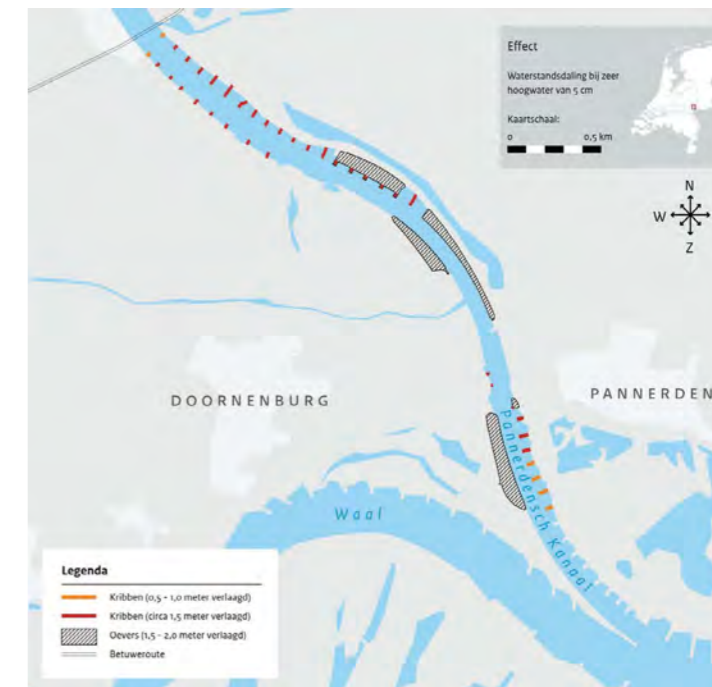 Effect
Waterstandsdaling bij zeer
hoogwater van 5 cm
Kaartschaal:
0 0,5 km
N
W
Z
DOORNENBURG
PANNERDEN
Pannerdensch Kanaal
Waal
Legenda
Kribben (0,5 - 1,0 meter verlaagd)
Kribben (circa 1,5 meter verlaagd)
Oevers (1,5 - 2,0 meter verlaagd)
Betuweroute